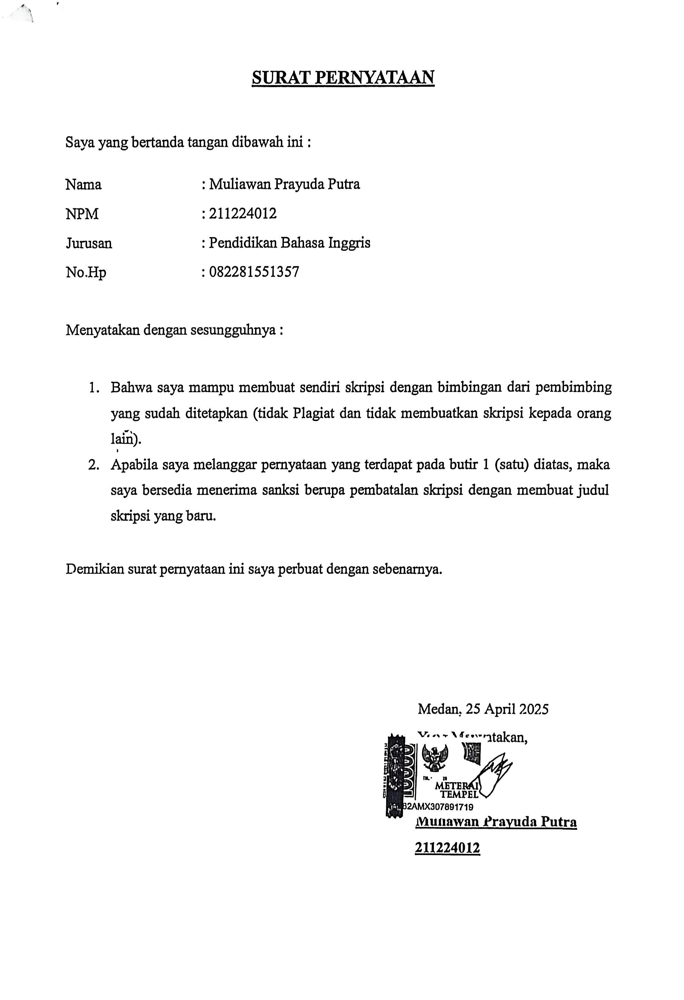 SURAT PERNYATAAN
Saya yang bertanda tangan dibawah ini :
Nama : Muliawan Prayuda Putra
NPM : 211224012
Jurusan : Pendidikan Bahasa Inggris
No.Hp : 082281551357
Menyatakan dengan sesungguhnya :
1. Bahwa saya mampu membuat sendiri skripsi dengan bimbingan dari pembimbing
yang sudah ditetapkan (tidak Plagiat dan tidak membuatkan skripsi kepada orang
lain).
2. Apabila saya melanggar pernyataan yang terdapat pada butir 1 (satu) diatas, maka
saya bersedia menerima sanksi berupa pembatalan skripsi dengan membuat judul
skripsi yang baru.
Demikian surat pernyataan ini saya perbuat dengan sebenarnya.
Medan, 25 April 2025
METERAI
TEMPEL
82AMX307891719
Muliawan Prayuda Putra
211224012